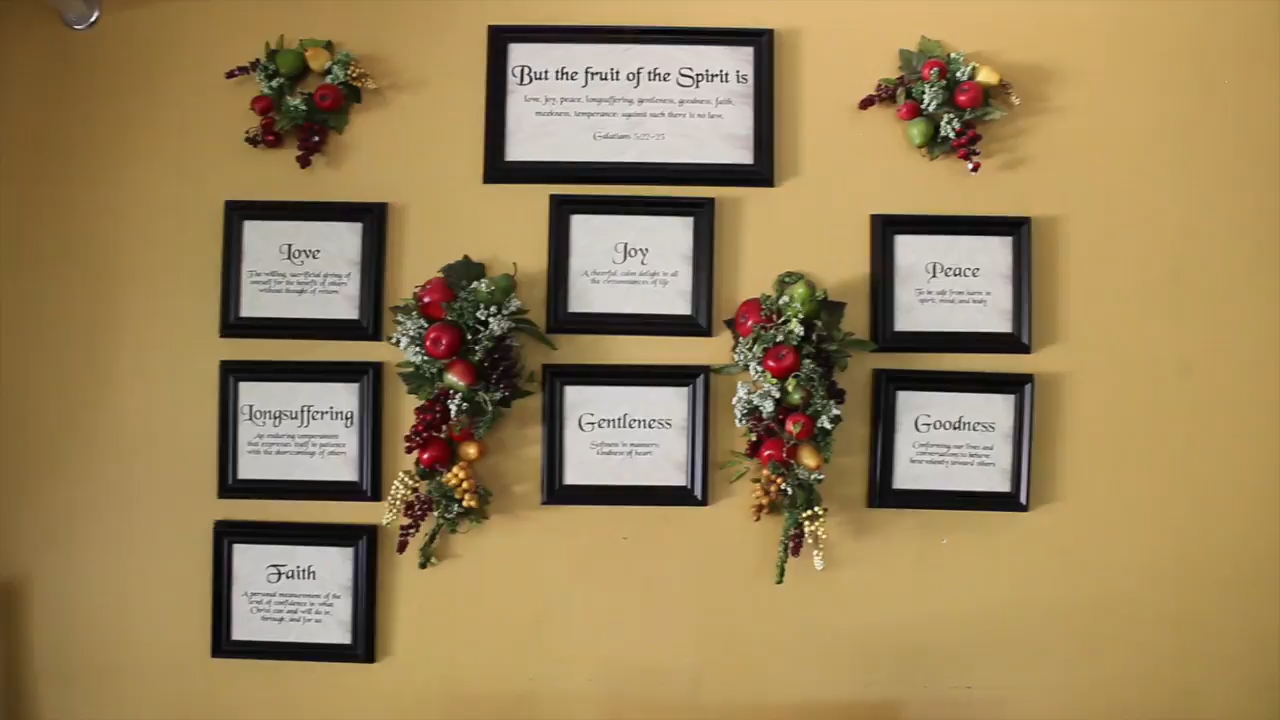 But the fruit of the Spirit is
love, joy, peace, longsuffering, gentleness, goodness, faith,
meekness, temperance: against such there is no law.
Galatians 5:22-23
Love
The willing, sacrificial giving of
oneself for the benefit of others
without thought of return.
Joy
A cheerful, calm delight in all
the circumstances of life
Peace
To be safe from harm in
spirit, mind, and body
Longsuffering
An enduring temperament
that expresses itself in patience
with the shortcomings of others
Gentleness
Softness in manners;
kindness of heart
Goodness
Conforming our lives and
conversations to behave
benevolently toward others
Faith
A personal measurement of the
level of confidence in what
Christ can and will do in,
through, and for us